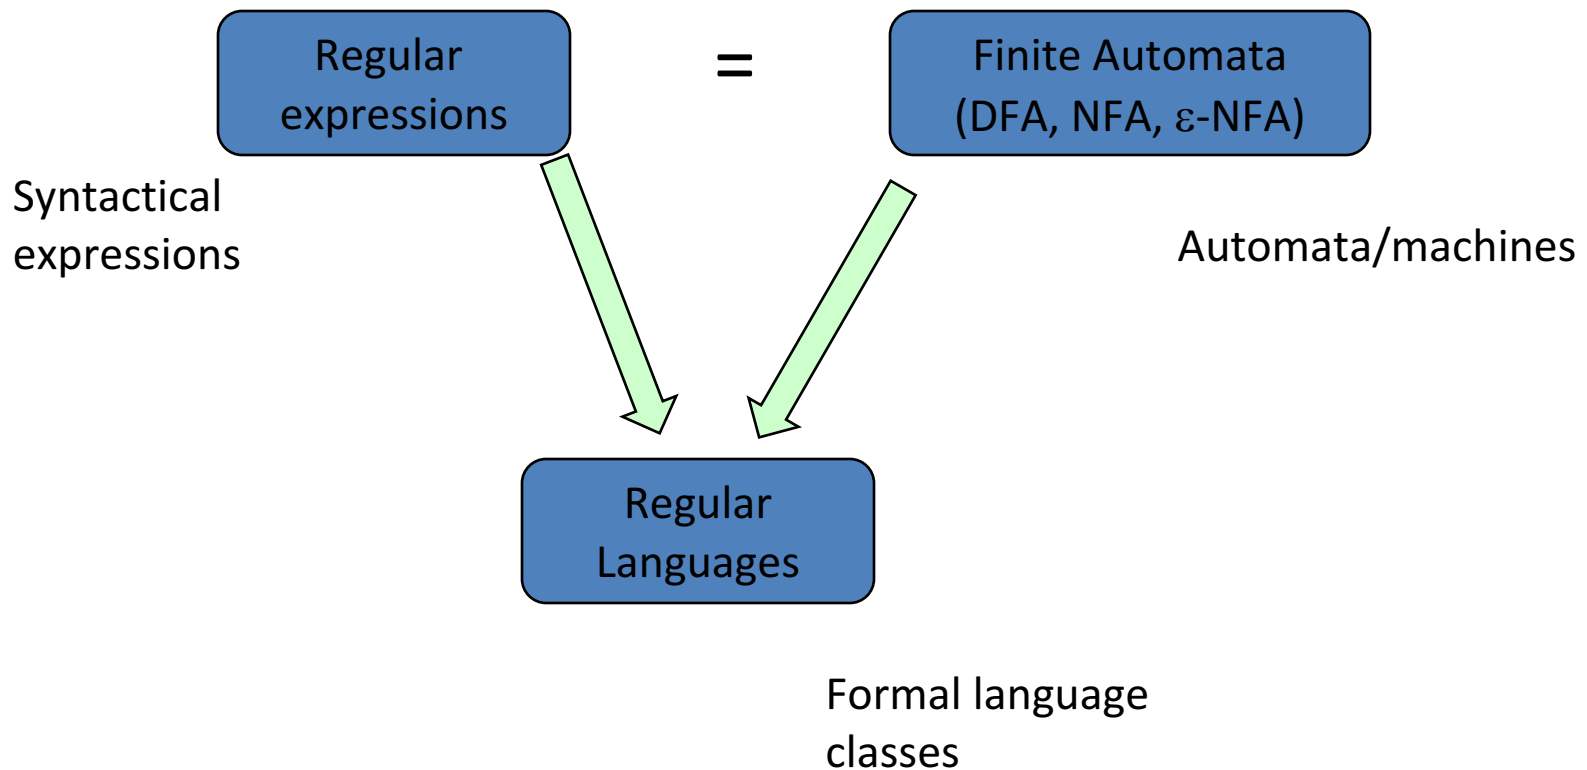 Regular
expressions
=
Finite Automata
(DFA, NFA, ε-NFA)
Syntactical
expressions
Automata/machines
Regular
Languages
Formal language
classes